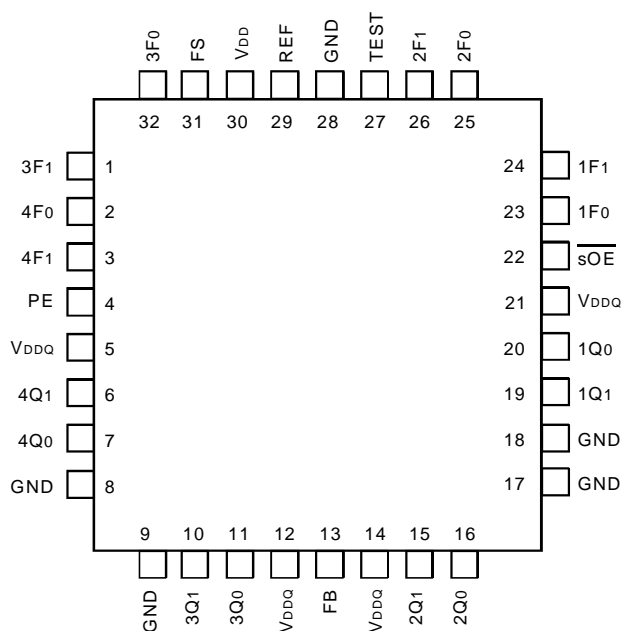 3F0 FS VDD REF GND TEST 2F1 2F0
32 31 30 29 28 27 26 25
3F1 1 24 1F1
4F0 2 23 1F0
4F1 3 22 sOE
PE 4 21 VDDQ
VDDQ 5 20 1Q0
4Q1 6 19 1Q1
4Q0 7 18 GND
GND 8 17 GND
9 10 11 12 13 14 15 16
GND 3Q1 3Q0 VDDQ FB VDDQ 2Q1 2Q0